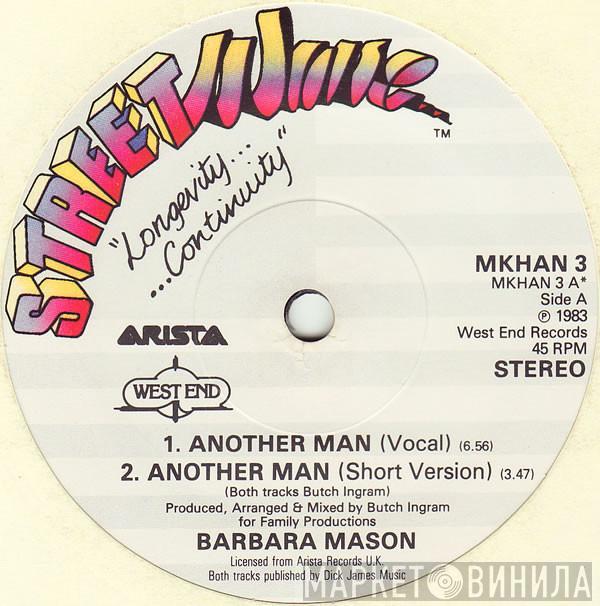 STREET Wave...
TM
"Longevity...
...Continuity"
MKHAN 3
MKHAN 3 A*
Side A
℗ 1983
West End Records
45 RPM
STEREO
ARISTA
WEST END
1. ANOTHER MAN (Vocal) (6.56)
2. ANOTHER MAN (Short Version) (3.47)
(Both tracks Butch Ingram)
Produced, Arranged & Mixed by Butch Ingram
for Family Productions
BARBARA MASON
Licensed from Arista Records U.K.
Both tracks published by Dick James Music
МАРКЕТ ВИНИЛА